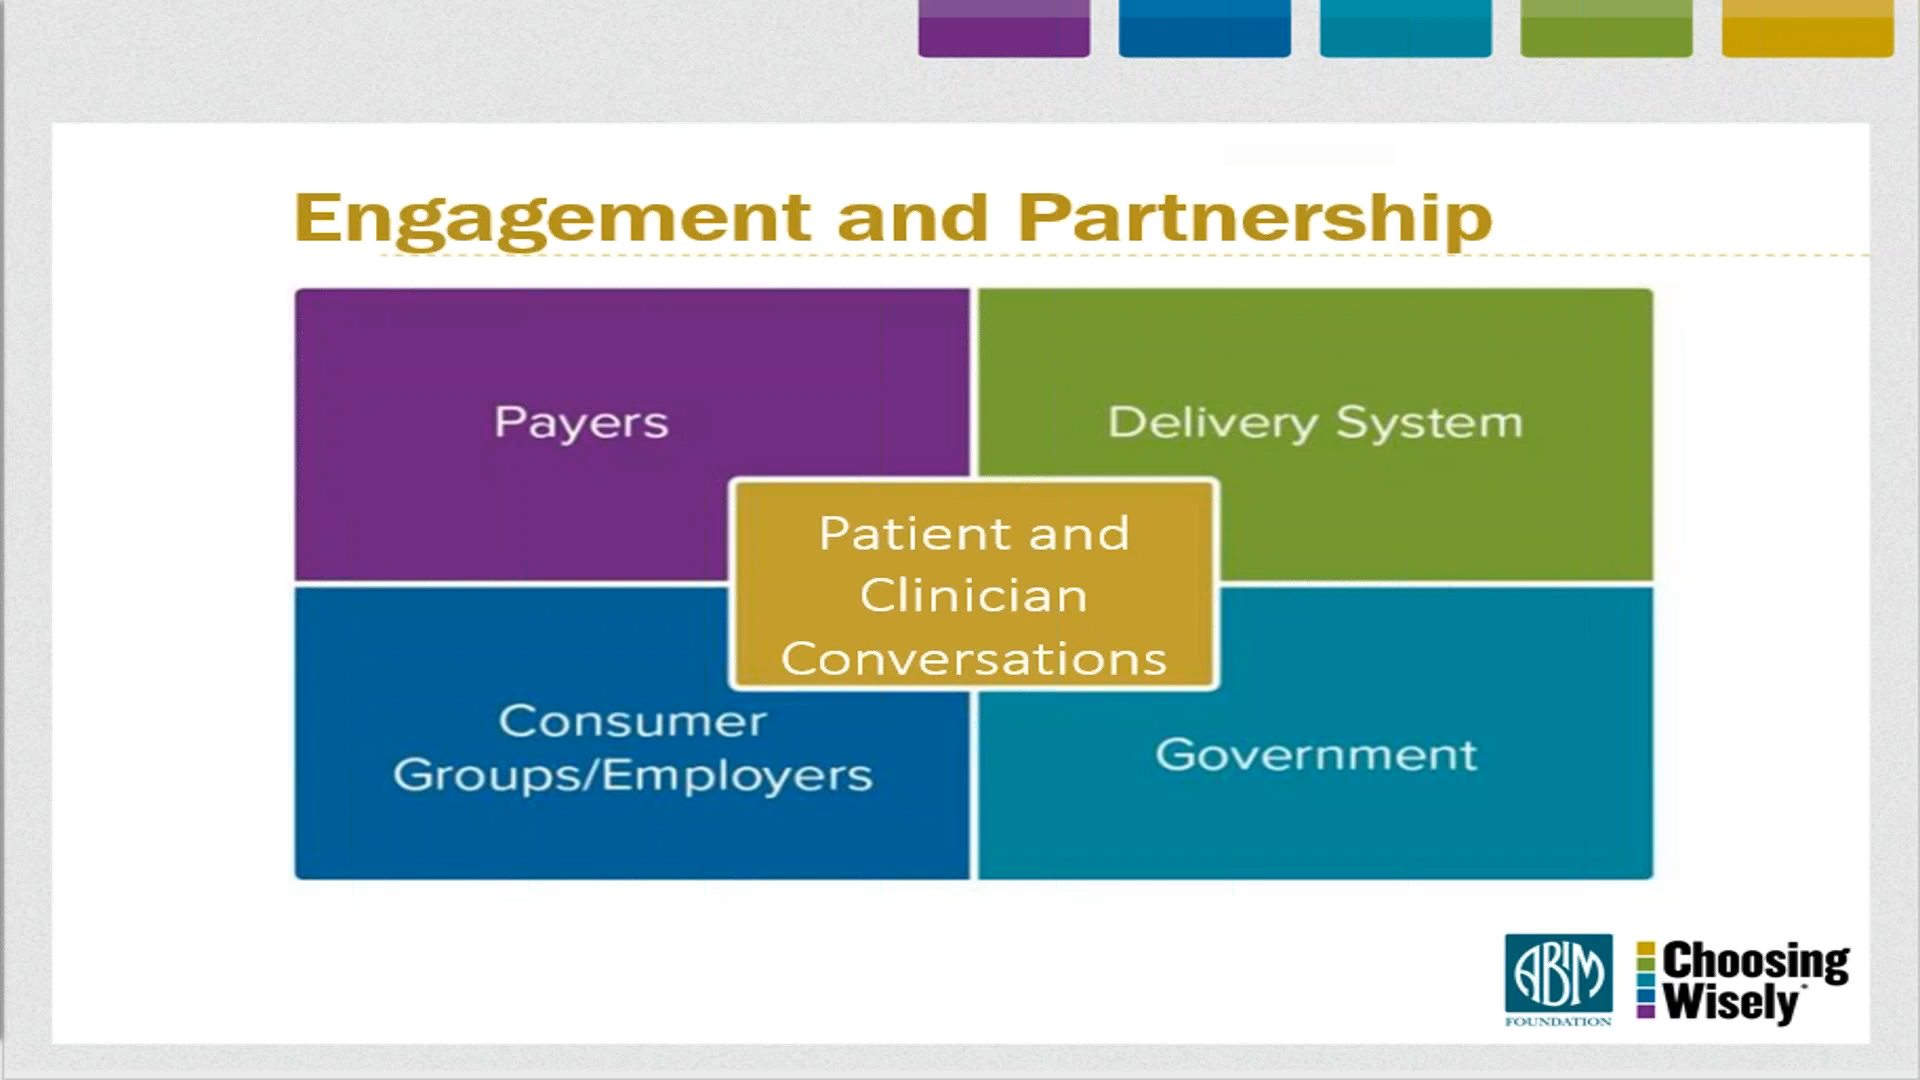 Engagement and Partnership
Payers
Delivery System
Patient and
Clinician
Conversations
Consumer
Groups/Employers
Government
ABIM
FOUNDATION
Choosing
Wisely